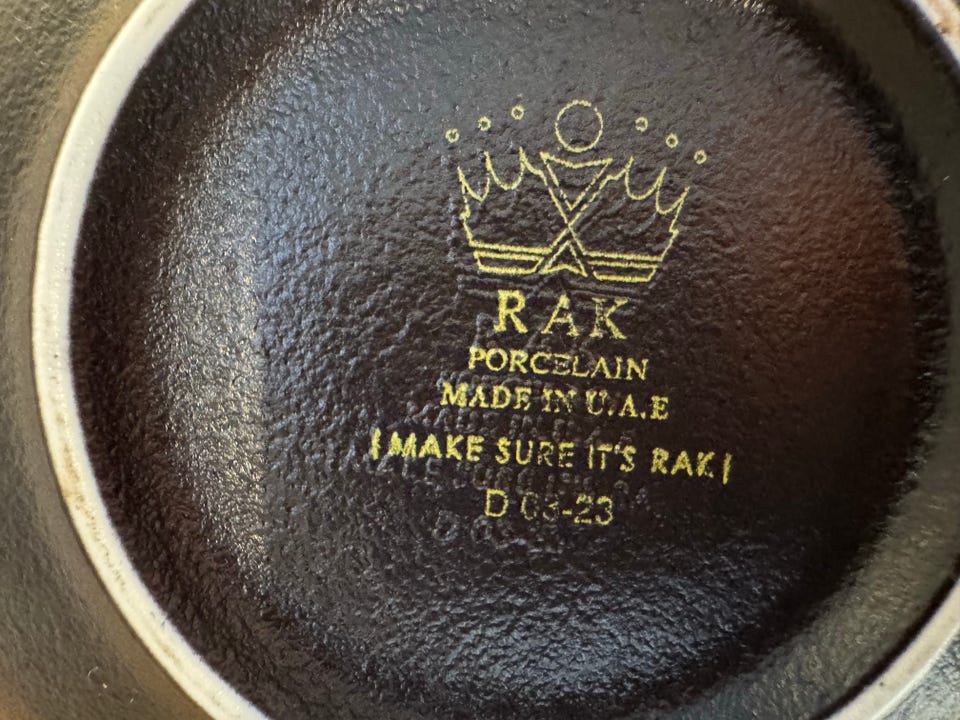 RAK
PORCELAIN
MADE IN U.A.E
| MAKE SURE IT'S RAK |
D 03-23